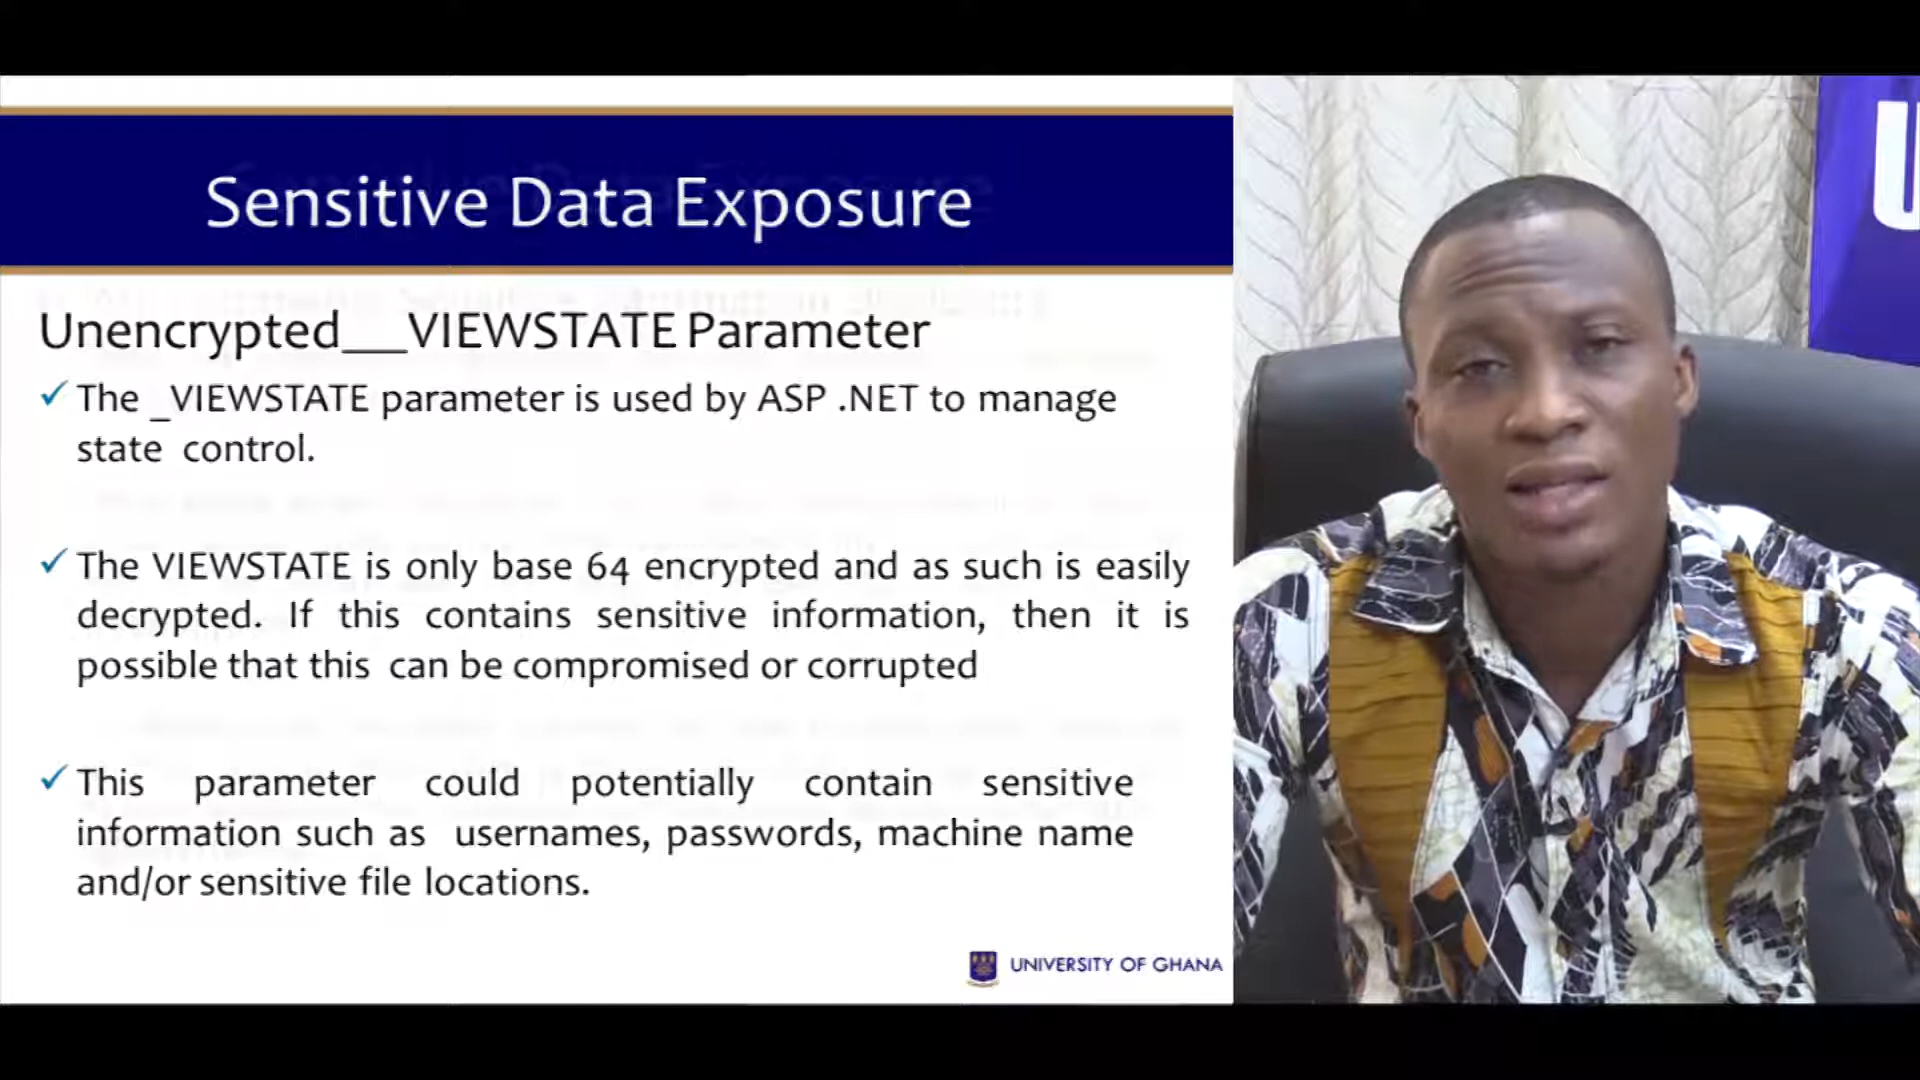 Sensitive Data Exposure
Unencrypted___VIEWSTATE Parameter
✓ The _VIEWSTATE parameter is used by ASP .NET to manage
state control.
✓ The VIEWSTATE is only base 64 encrypted and as such is easily
decrypted. If this contains sensitive information, then it is
possible that this can be compromised or corrupted
✓ This parameter could potentially contain sensitive
information such as usernames, passwords, machine name
and/or sensitive file locations.
UNIVERSITY OF GHANA
U